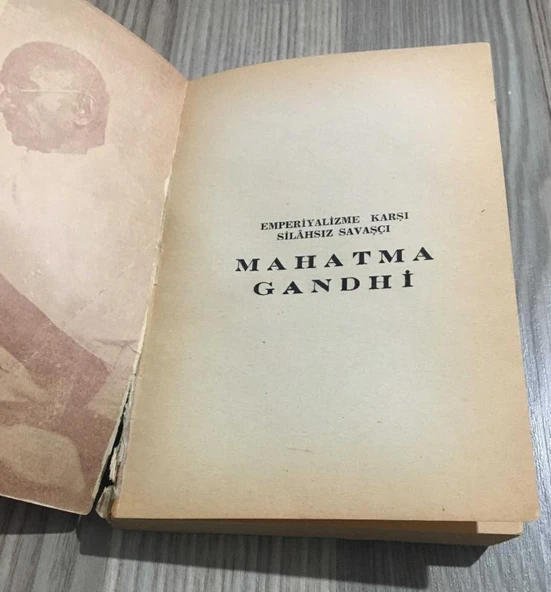 EMPERİYALİZME KARŞI
SİLÂHSIZ SAVAŞÇI
MAHATMA
GANDHİ